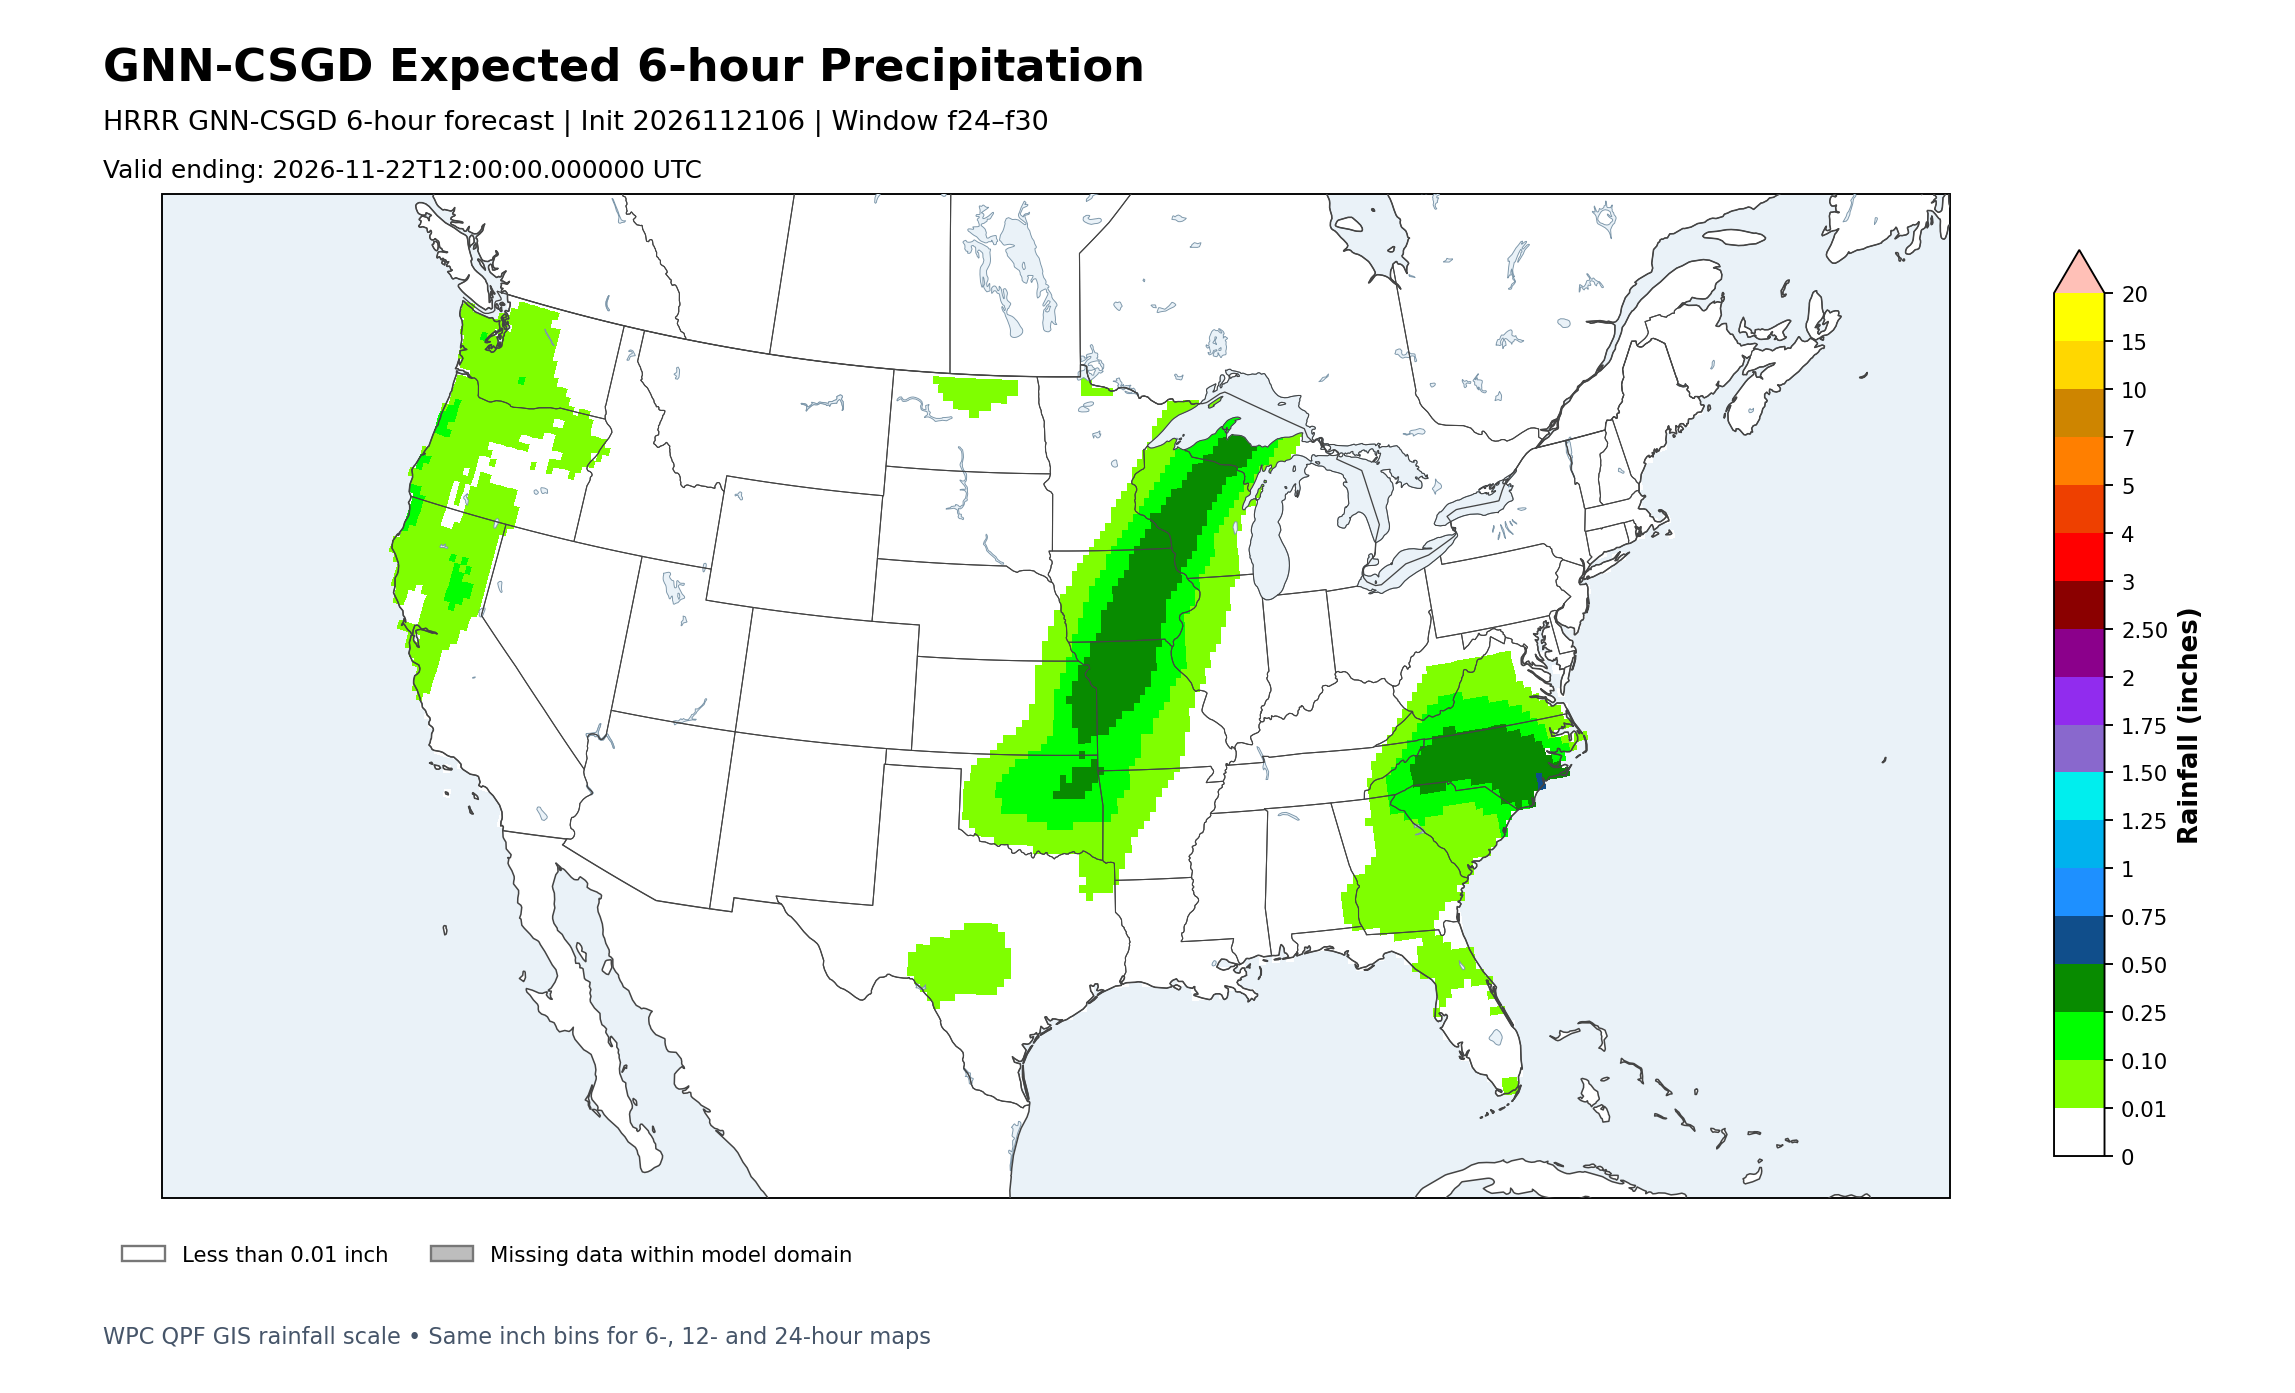 GNN-CSGD Expected 6-hour Precipitation
HRRR GNN-CSGD 6-hour forecast | Init 2026112106 | Window f24–f30
Valid ending: 2026-11-22T12:00:00.000000 UTC
20
15
10
7
5
4
3
2.50
2
1.75
1.50
1.25
1
0.75
0.50
0.25
0.10
0.01
0
Rainfall (inches)
Less than 0.01 inch
Missing data within model domain
WPC QPF GIS rainfall scale • Same inch bins for 6-, 12- and 24-hour maps